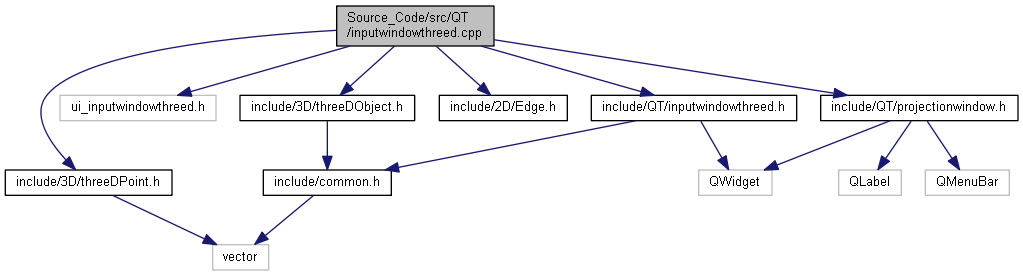 Source_Code/src/QT
/inputwindowthreed.cpp
ui_inputwindowthreed.h
include/3D/threeDObject.h
include/2D/Edge.h
include/QT/inputwindowthreed.h
include/QT/projectionwindow.h
include/3D/threeDPoint.h
include/common.h
QWidget
QLabel
QMenuBar
vector